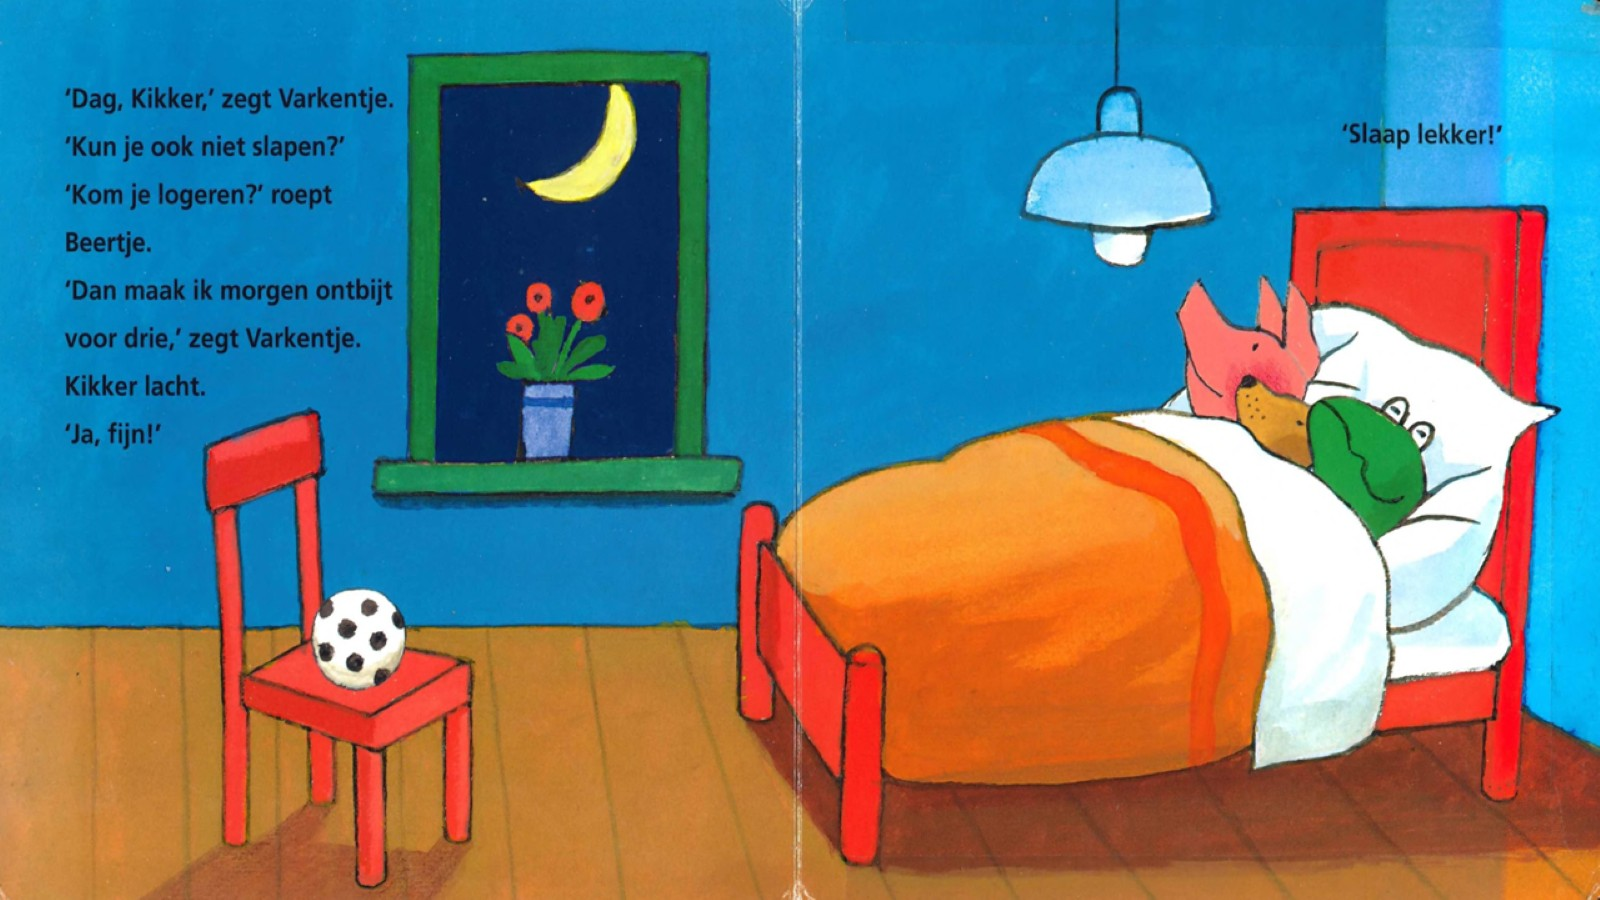 ‘Dag, Kikker,’ zegt Varkentje.
‘Kun je ook niet slapen?’
‘Kom je logeren?’ roept
Beertje.
‘Dan maak ik morgen ontbijt
voor drie,’ zegt Varkentje.
Kikker lacht.
‘Ja, fijn!’
‘Slaap lekker!’